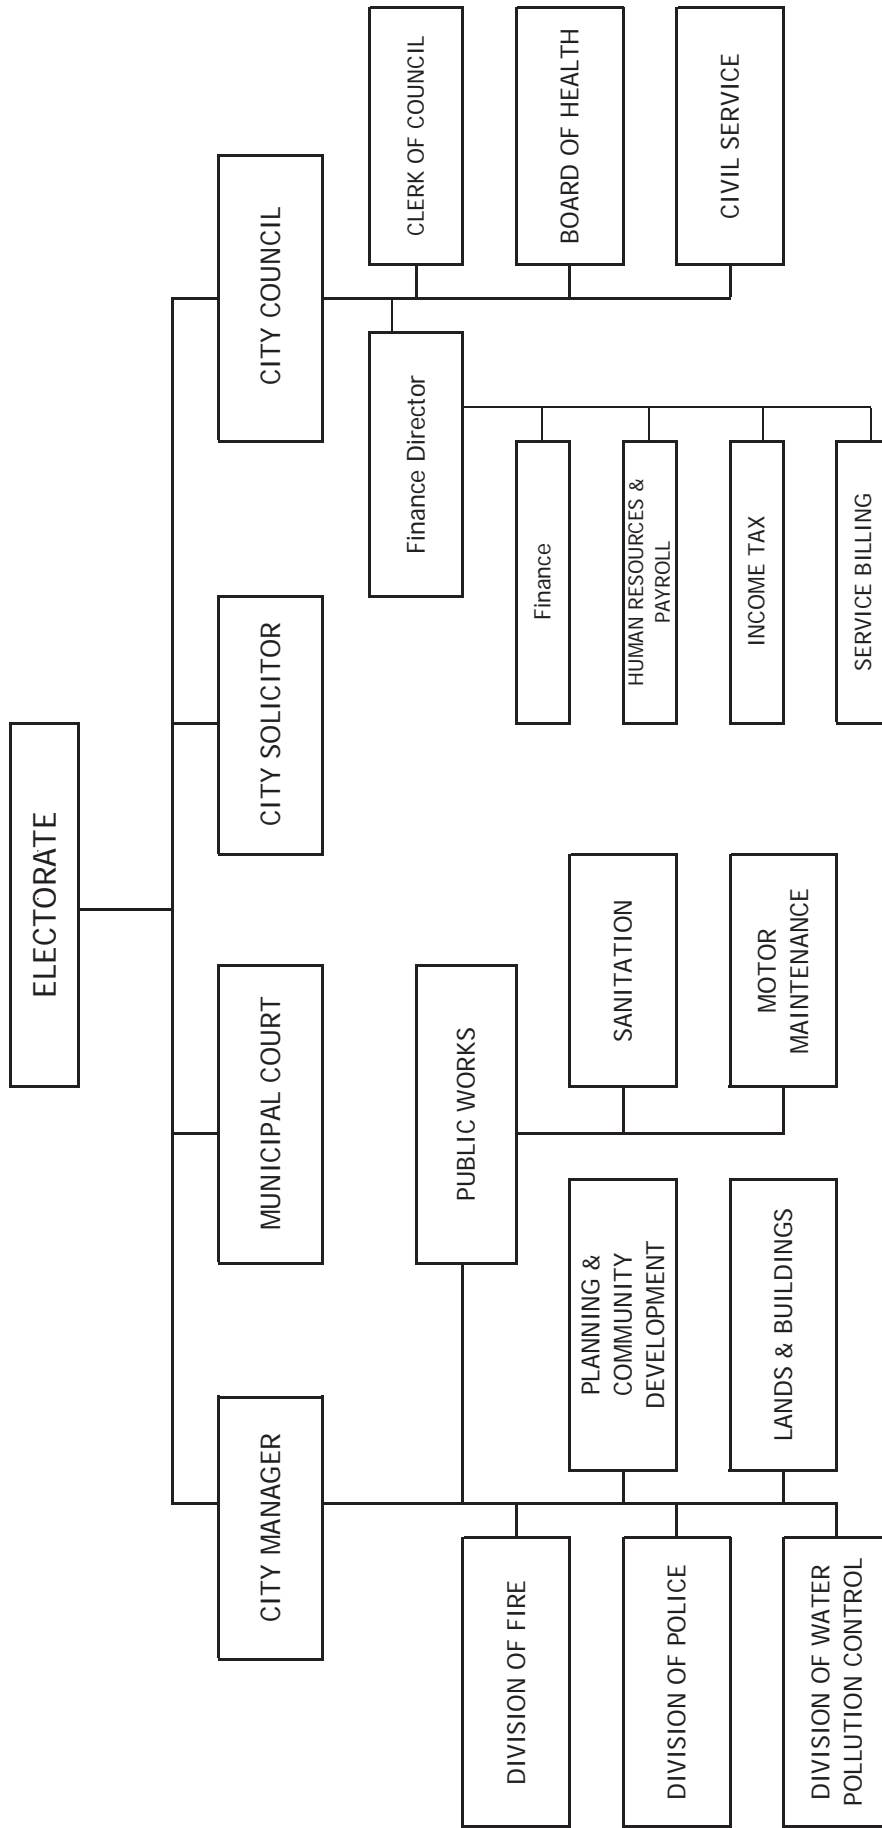 ELECTORATE
CITY MANAGER
MUNICIPAL COURT
CITY SOLICITOR
CITY COUNCIL
PUBLIC WORKS
Finance Director
CLERK OF COUNCIL
DIVISION OF FIRE
PLANNING &
COMMUNITY
DEVELOPMENT
SANITATION
Finance
BOARD OF HEALTH
DIVISION OF POLICE
HUMAN RESOURCES &
PAYROLL
LANDS & BUILDINGS
MOTOR
MAINTENANCE
INCOME TAX
CIVIL SERVICE
DIVISION OF WATER
POLLUTION CONTROL
SERVICE BILLING